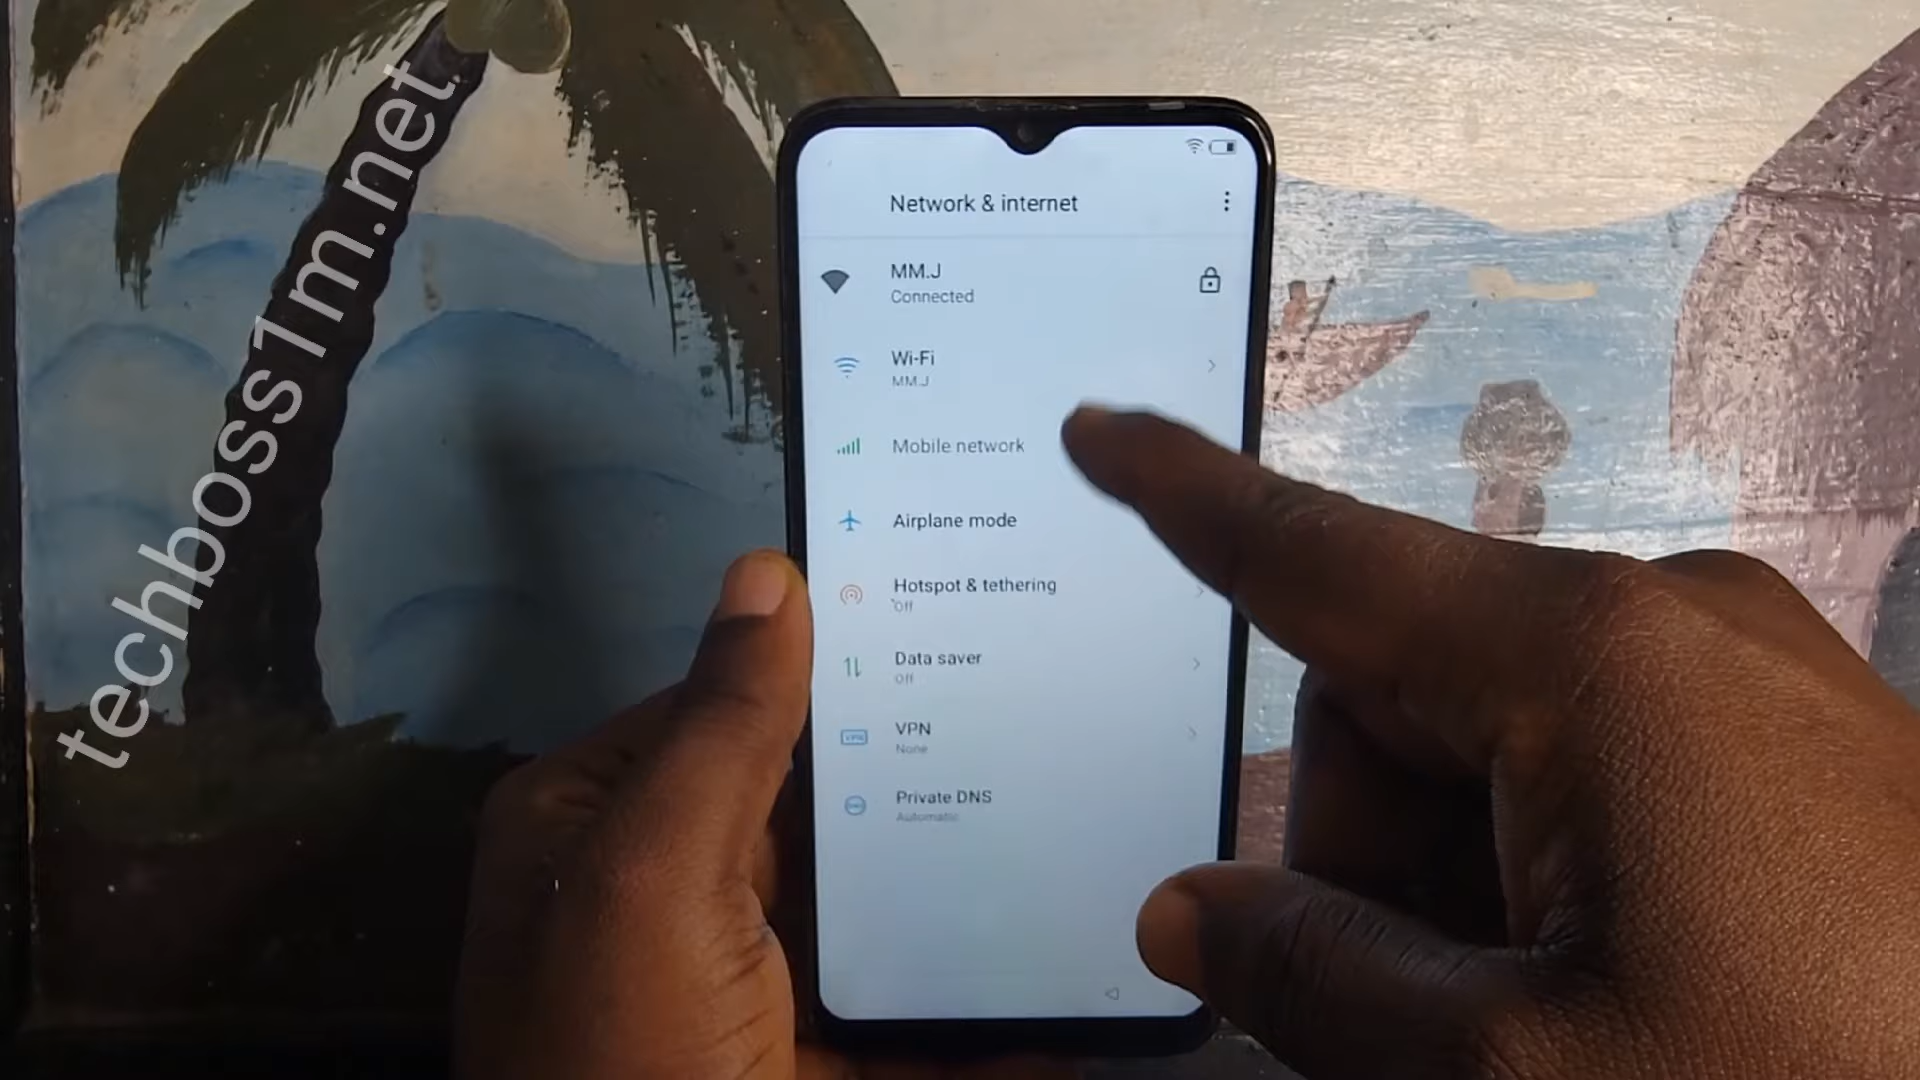 techboss1m.net
Network & internet
MM.J
Connected
Wi-Fi
MM.J
Mobile network
Airplane mode
Hotspot & tethering
Off
Data saver
Off
VPN
VPN
None
Private DNS
Automatic